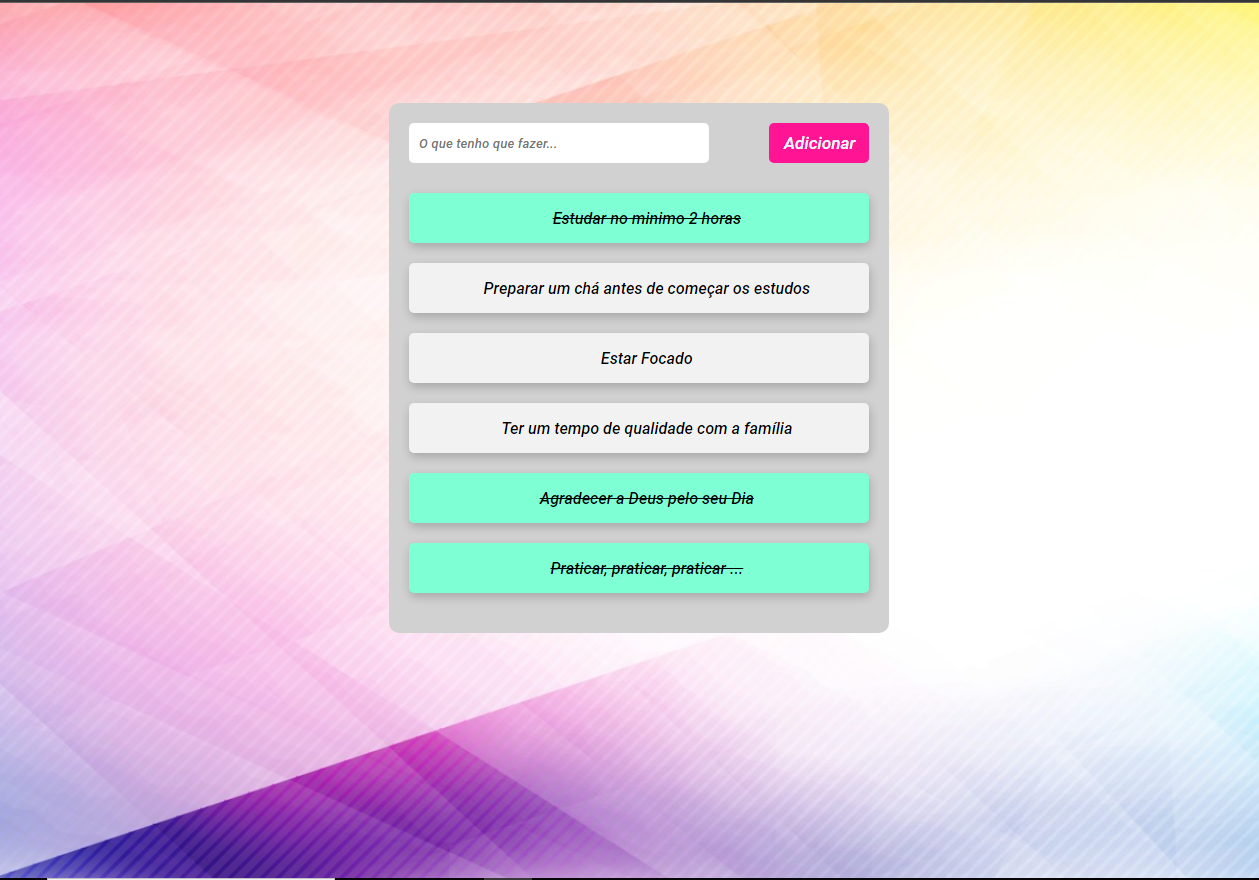 O que tenho que fazer...
Adicionar
Estudar no minimo 2 horas
Preparar um chá antes de começar os estudos
Estar Focado
Ter um tempo de qualidade com a família
Agradecer a Deus pelo seu Dia
Praticar, praticar, praticar ...